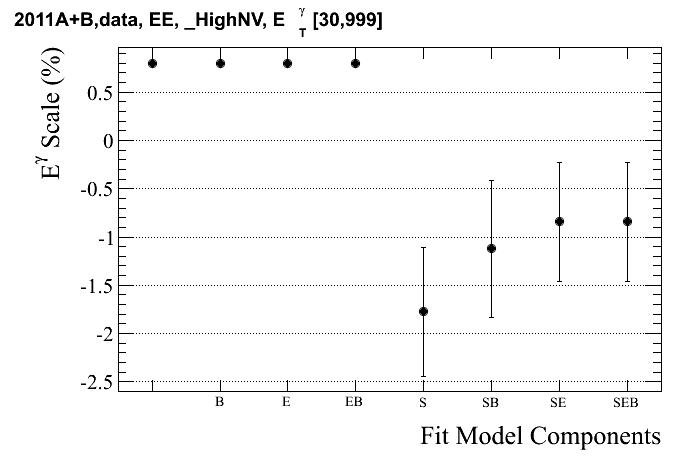 2011A+B,data, EE, _HighNV, E γ T [30,999]
E γ Scale (%)
0.5
0
-0.5
-1
-1.5
-2
-2.5
B E EB S SB SE SEB
Fit Model Components